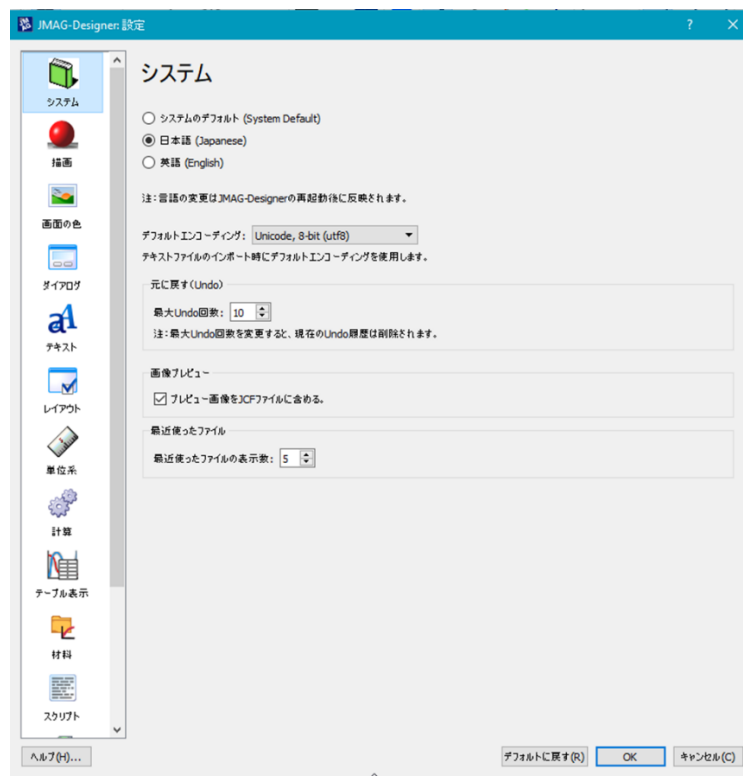 JMAG-Designer: 設定
システム
描画
画面の色
ダイアログ
テキスト
レイアウト
単位系
計算
テーブル表示
材料
スクリプト
システム
システムのデフォルト (System Default)
日本語 (Japanese)
英語 (English)
注：言語の変更はJMAG-Designerの再起動後に反映されます。
デフォルトエンコーディング： Unicode, 8-bit (utf8)
テキストファイルのインポート時にデフォルトエンコーディングを使用します。
元に戻す(Undo)
最大Undo回数： 10
注：最大Undo回数を変更すると、現在のUndo履歴は削除されます。
画像プレビュー
プレビュー画像をJCFファイルに含める。
最近使ったファイル
最近使ったファイルの表示数： 5
ヘルプ(H)... デフォルトに戻す(R) OK キャンセル(C)